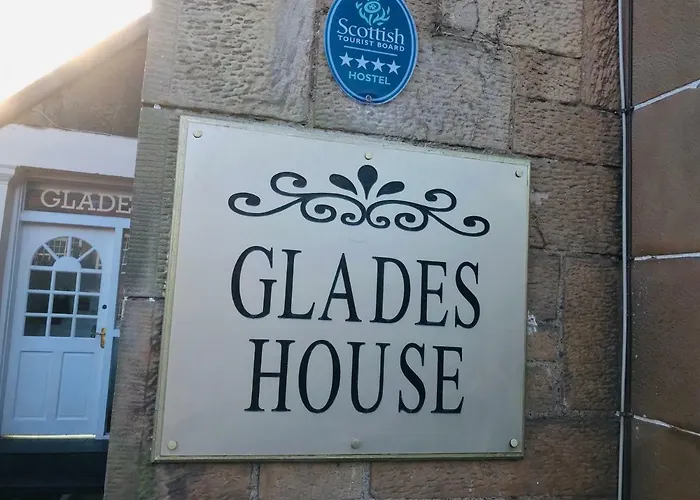 Scottish
TOURIST BOARD
HOSTEL
GLADES
HOUSE
GLADE